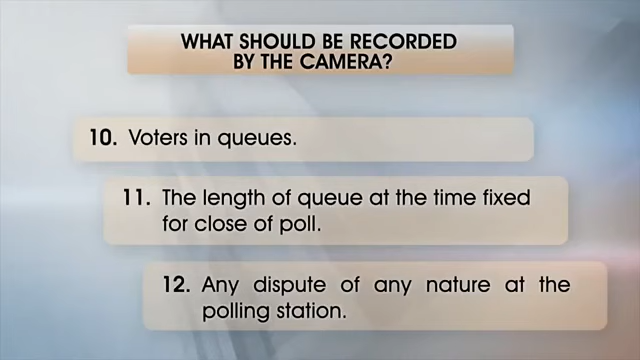 WHAT SHOULD BE RECORDED
BY THE CAMERA?
10. Voters in queues.
11. The length of queue at the time fixed
for close of poll.
12. Any dispute of any nature at the
polling station.